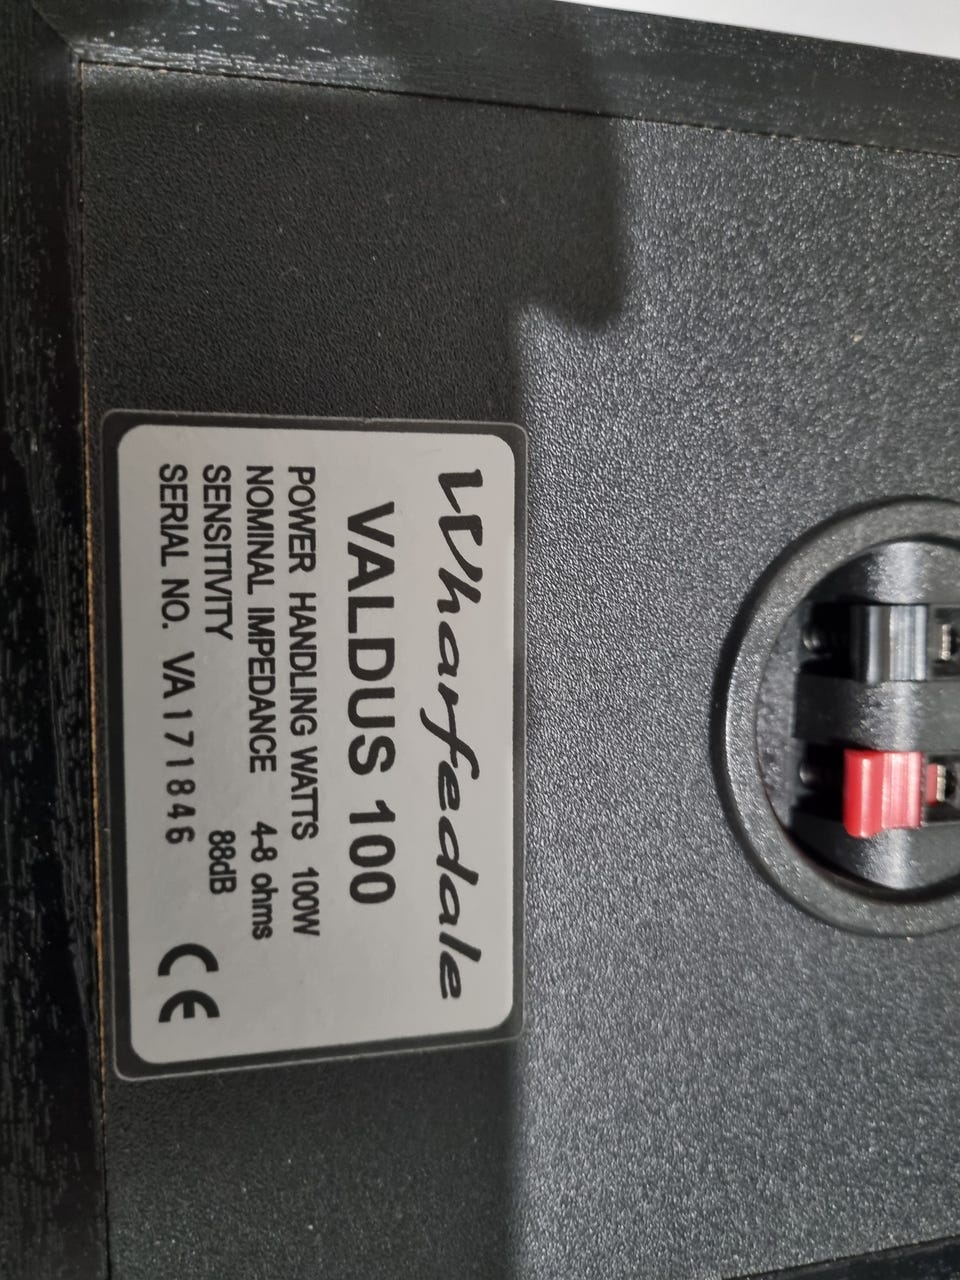 Wharfedale
VALDUS 100
POWER HANDLING WATTS 100W
NOMINAL IMPEDANCE 4-8 ohms
SENSITIVITY 88dB
SERIAL NO. VA171846 CE